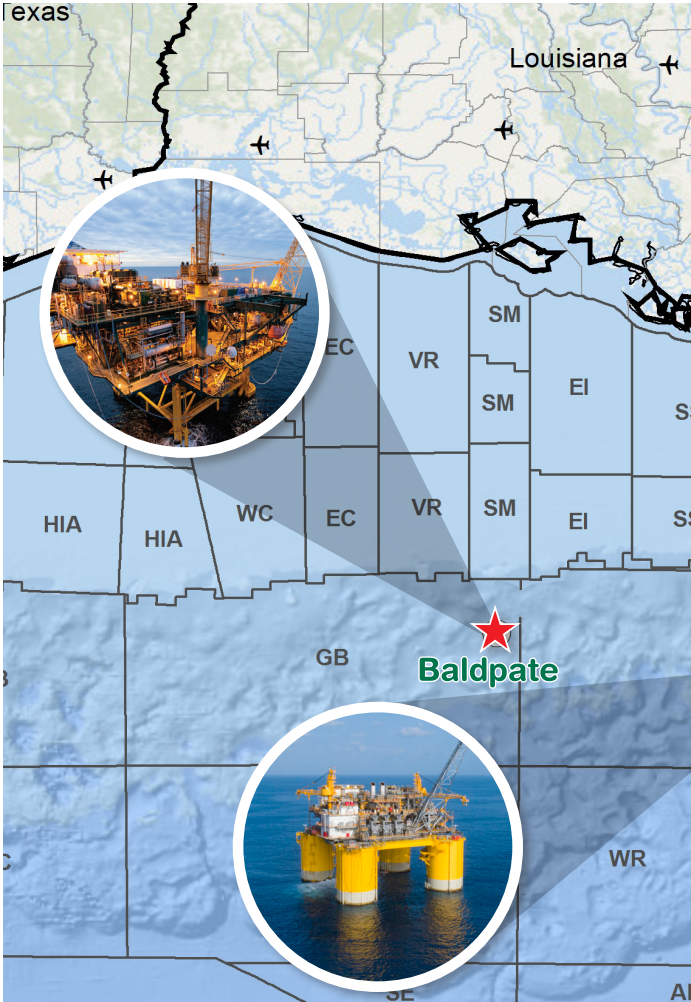 Texas
Louisiana
SM
EC
VR
EI
SM
WC
EC
VR
SM
EI
HIA
HIA
GB
Baldpate
WR
SE